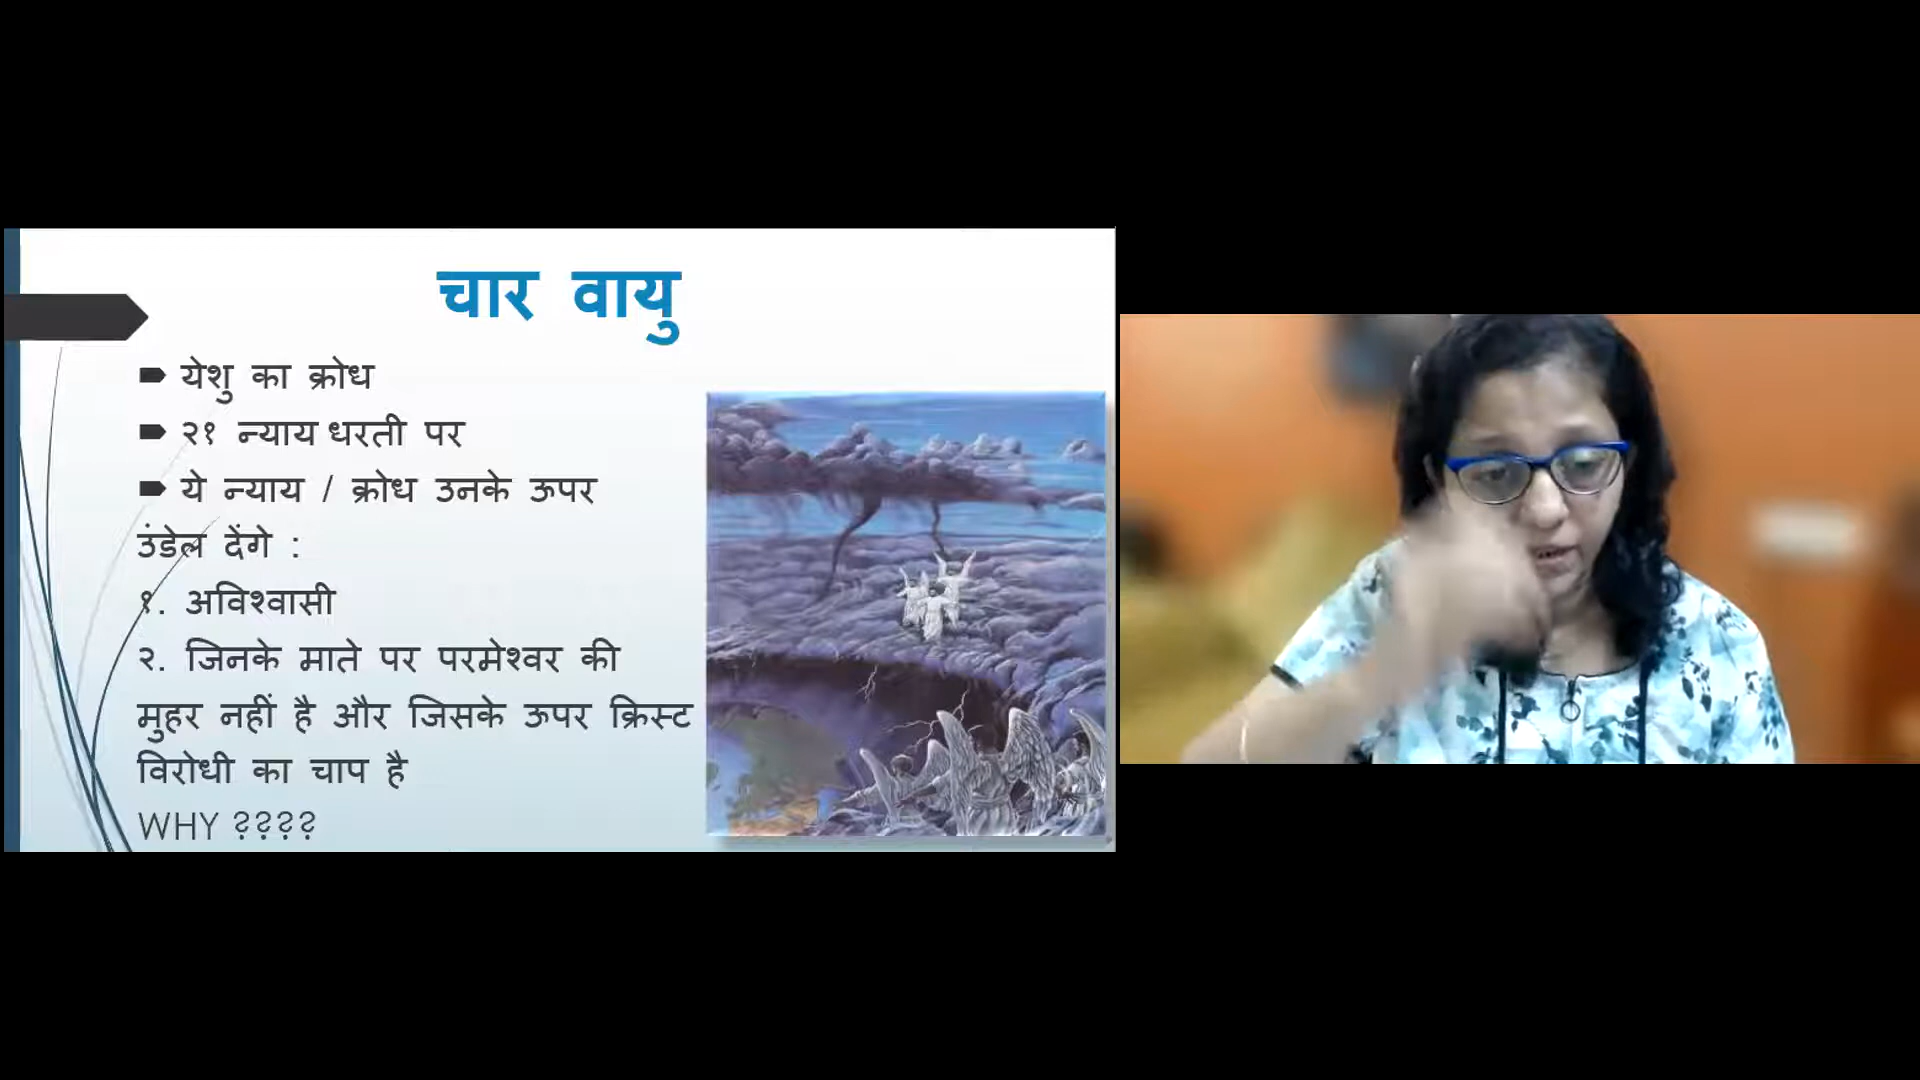 चार वायु
येशु का क्रोध
२१ न्याय धरती पर
ये न्याय / क्रोध उनके ऊपर
उंडेल देंगे :
१. अविश्वासी
२. जिनके माते पर परमेश्वर की
मुहर नहीं है और जिसके ऊपर क्रिस्ट
विरोधी का चाप है
WHY ????